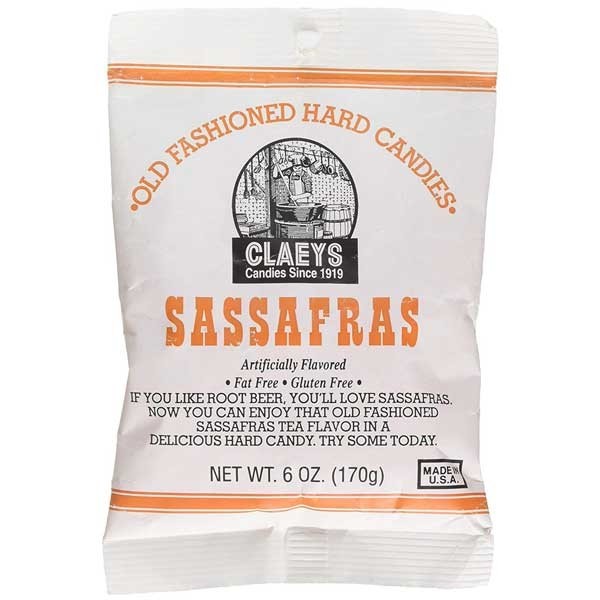 •OLD FASHIONED HARD CANDIES•
CLAEYS
Candies Since 1919
SASSAFRAS
Artificially Flavored
• Fat Free • Gluten Free •
IF YOU LIKE ROOT BEER, YOU'LL LOVE SASSAFRAS.
NOW YOU CAN ENJOY THAT OLD FASHIONED
SASSAFRAS TEA FLAVOR IN A
DELICIOUS HARD CANDY. TRY SOME TODAY.
NET WT. 6 OZ. (170g)
MADE IN
U.S.A.